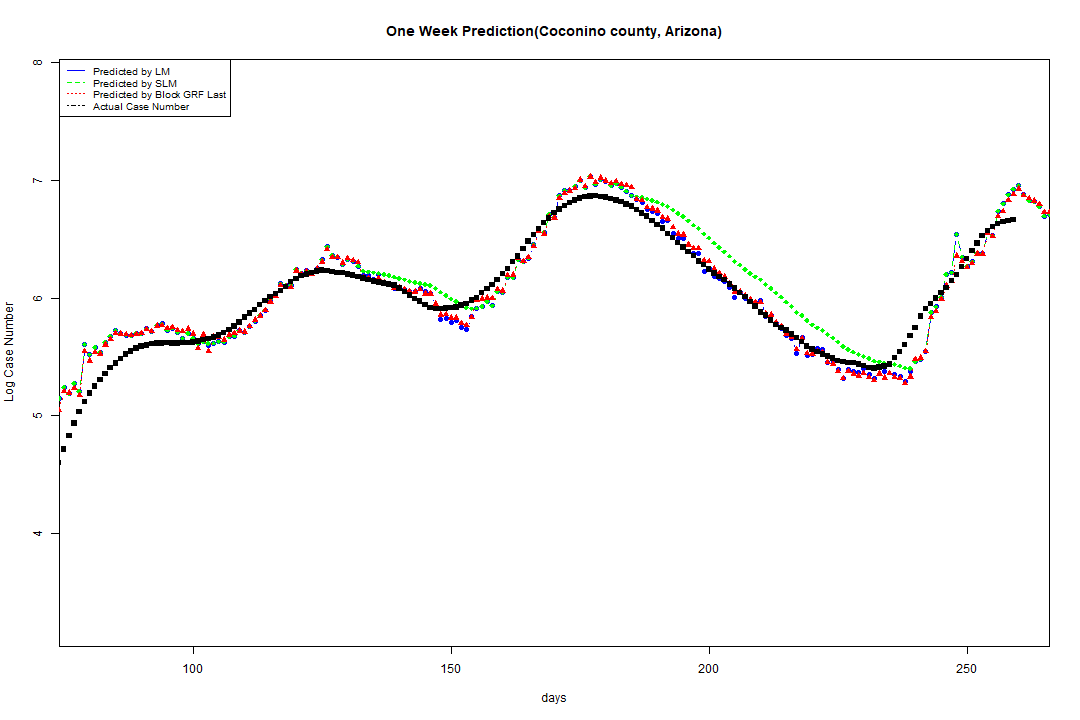 One Week Prediction(Coconino county, Arizona)
Predicted by LM
Predicted by SLM
Predicted by Block GRF Last
Actual Case Number
8
7
6
5
4
Log Case Number
100
150
200
250
days